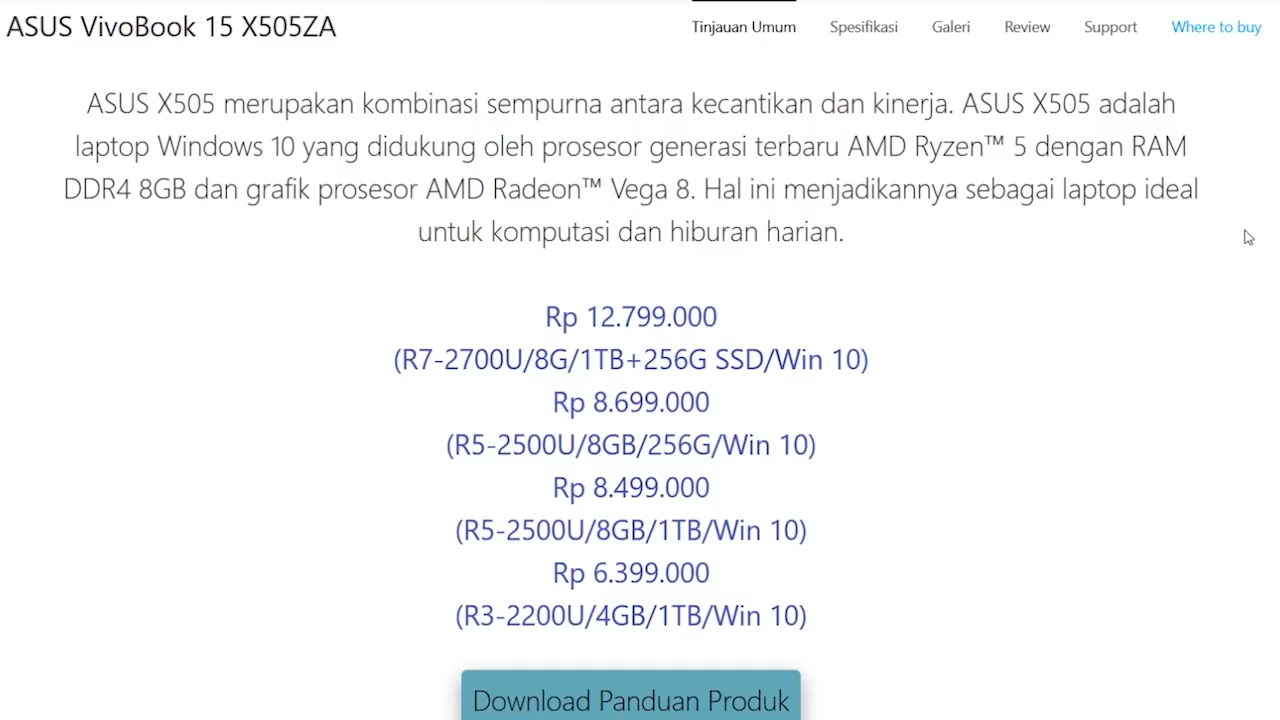 ASUS VivoBook 15 X505ZA
Tinjauan Umum
Spesifikasi
Galeri
Review
Support
Where to buy
ASUS X505 merupakan kombinasi sempurna antara kecantikan dan kinerja. ASUS X505 adalah
laptop Windows 10 yang didukung oleh prosesor generasi terbaru AMD Ryzen™ 5 dengan RAM
DDR4 8GB dan grafik prosesor AMD Radeon™ Vega 8. Hal ini menjadikannya sebagai laptop ideal
untuk komputasi dan hiburan harian.
Rp 12.799.000
(R7-2700U/8G/1TB+256G SSD/Win 10)
Rp 8.699.000
(R5-2500U/8GB/256G/Win 10)
Rp 8.499.000
(R5-2500U/8GB/1TB/Win 10)
Rp 6.399.000
(R3-2200U/4GB/1TB/Win 10)
Download Panduan Produk